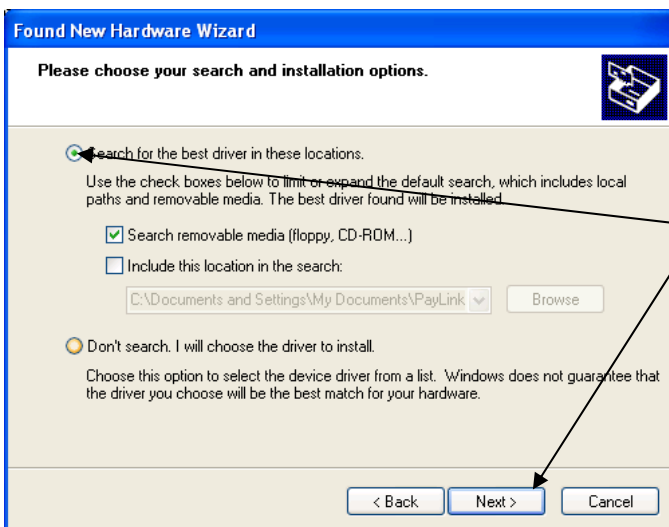 Found New Hardware Wizard
Please choose your search and installation options.
Search for the best driver in these locations.
Use the check boxes below to limit or expand the default search, which includes local
paths and removable media. The best driver found will be installed.
Search removable media (floppy, CD-ROM...)
Include this location in the search:
C:\Documents and Settings\My Documents\PayLink
Browse
Don't search. I will choose the driver to install.
Choose this option to select the device driver from a list. Windows does not guarantee that
the driver you choose will be the best match for your hardware.
< Back Next > Cancel